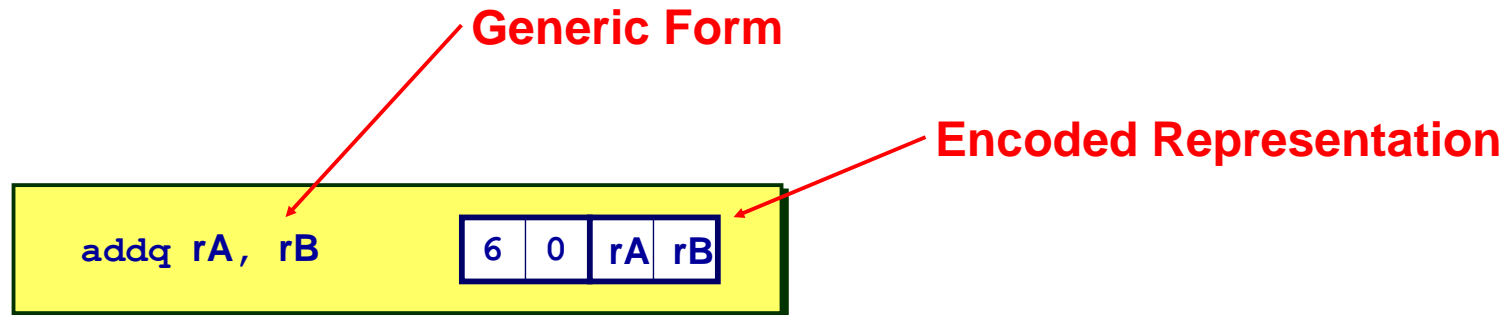 Generic Form
Encoded Representation
addq rA, rB 6 0 rA rB